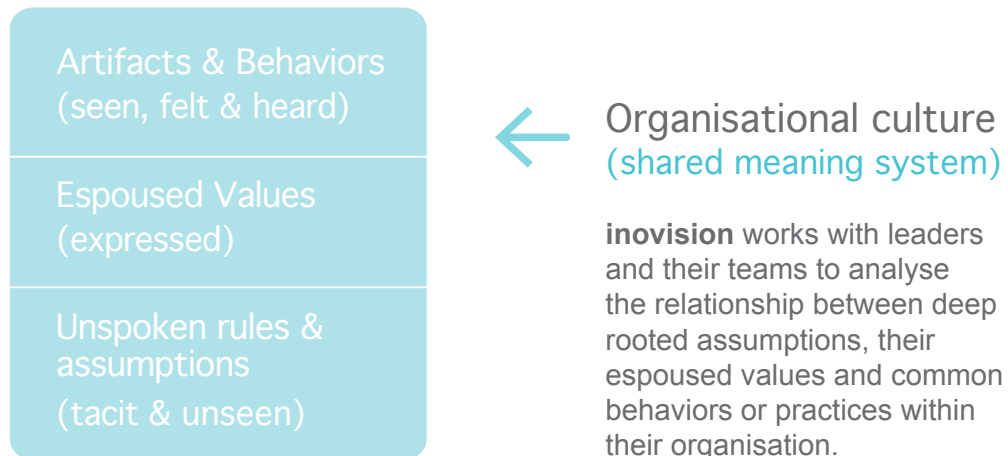 Artifacts & Behaviors
(seen, felt & heard)
Espoused Values
(expressed)
Unspoken rules &
assumptions
(tacit & unseen)
Organisational culture
(shared meaning system)
inovision works with leaders
and their teams to analyse
the relationship between deep
rooted assumptions, their
espoused values and common
behaviors or practices within
their organisation.